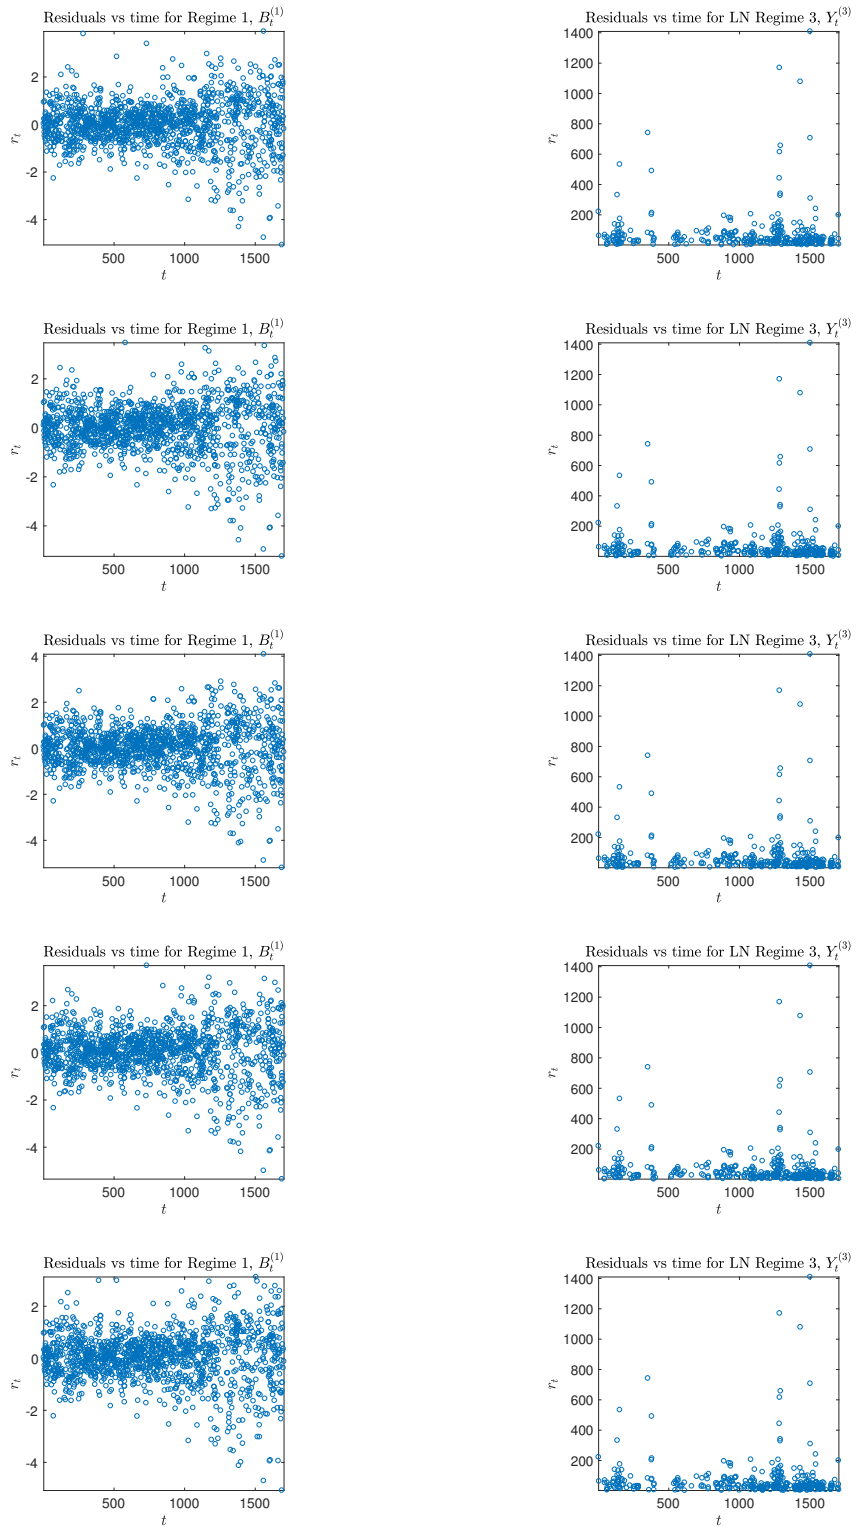 Residuals vs time for Regime 1, B_t^(1)
2
0
-2
-4
r_t
500 1000 1500
t
Residuals vs time for LN Regime 3, Y_t^(3)
1400
1200
1000
800
600
400
200
r_t
500 1000 1500
t
Residuals vs time for Regime 1, B_t^(1)
2
0
-2
-4
r_t
500 1000 1500
t
Residuals vs time for LN Regime 3, Y_t^(3)
1400
1200
1000
800
600
400
200
r_t
500 1000 1500
t
Residuals vs time for Regime 1, B_t^(1)
4
2
0
-2
-4
r_t
500 1000 1500
t
Residuals vs time for LN Regime 3, Y_t^(3)
1400
1200
1000
800
600
400
200
r_t
500 1000 1500
t
Residuals vs time for Regime 1, B_t^(1)
2
0
-2
-4
r_t
500 1000 1500
t
Residuals vs time for LN Regime 3, Y_t^(3)
1400
1200
1000
800
600
400
200
r_t
500 1000 1500
t
Residuals vs time for Regime 1, B_t^(1)
2
0
-2
-4
r_t
500 1000 1500
t
Residuals vs time for LN Regime 3, Y_t^(3)
1400
1200
1000
800
600
400
200
r_t
500 1000 1500
t